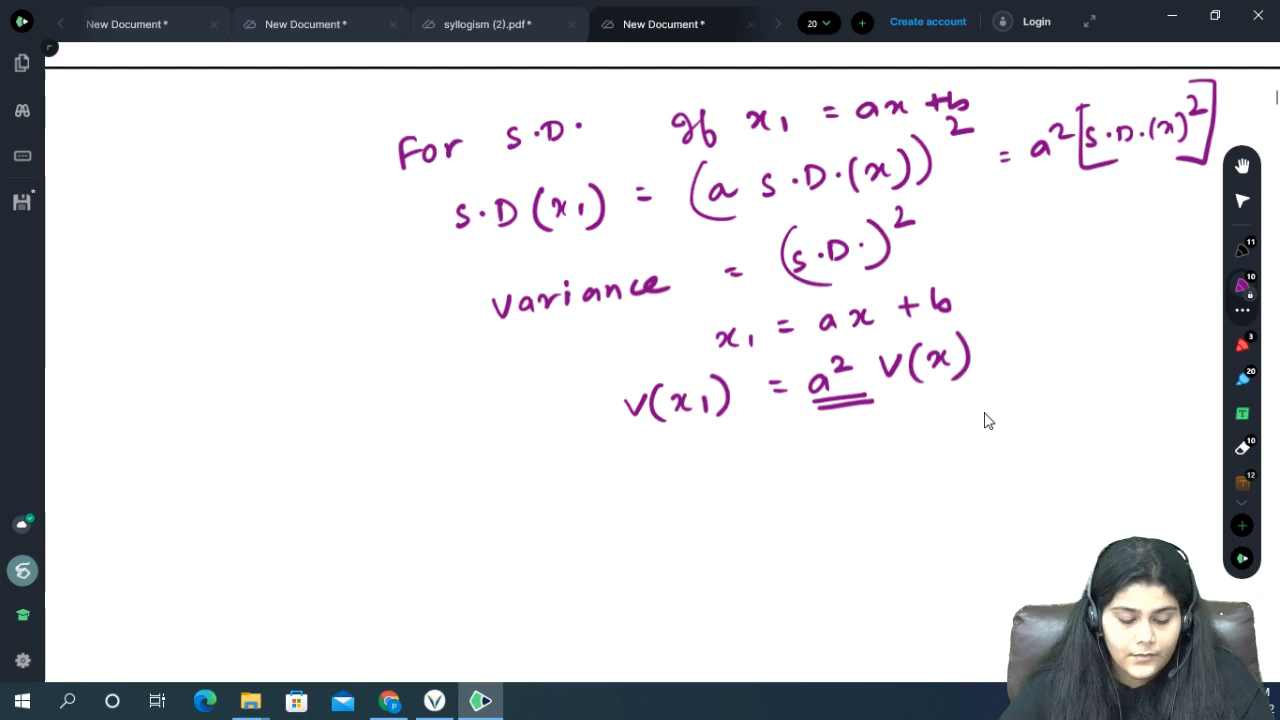 New Document * New Document * syllogism (2).pdf * New Document * 20 Create account Login
For S.D. If x₁ = ax + b
S.D(x₁) = (a S.D.(x))² = a²[S.D.(x)²]
variance = (S.D.)²
x₁ = ax + b
V(x₁) = a² V(x)
11
10
3
20
T
10
12